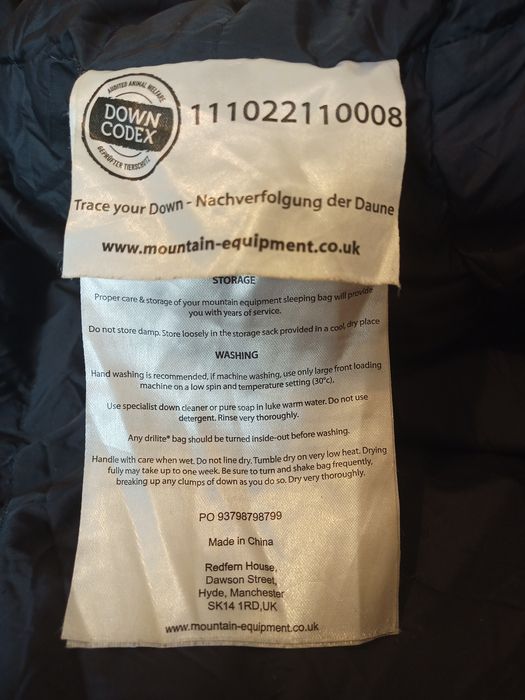 AUDITED ANIMAL WELFARE
DOWN
CODEX
GEPRÜFTER TIERSCHUTZ
111022110008
Trace your Down - Nachverfolgung der Daune
www.mountain-equipment.co.uk
STORAGE
Proper care & storage of your mountain equipment sleeping bag will provide
you with years of service.
Do not store damp. Store loosely in the storage sack provided in a cool, dry place
WASHING
Hand washing is recommended, if machine washing, use only large front loading
machine on a low spin and temperature setting (30°c).
Use specialist down cleaner or pure soap in luke warm water. Do not use
detergent. Rinse very thoroughly.
Any drilite® bag should be turned inside-out before washing.
Handle with care when wet. Do not line dry. Tumble dry on very low heat. Drying
fully may take up to one week. Be sure to turn and shake bag frequently,
breaking up any clumps of down as you do so. Dry very thoroughly.
PO 93798798799
Made in China
Redfern House,
Dawson Street,
Hyde, Manchester
SK14 1RD,UK
www.mountain-equipment.co.uk